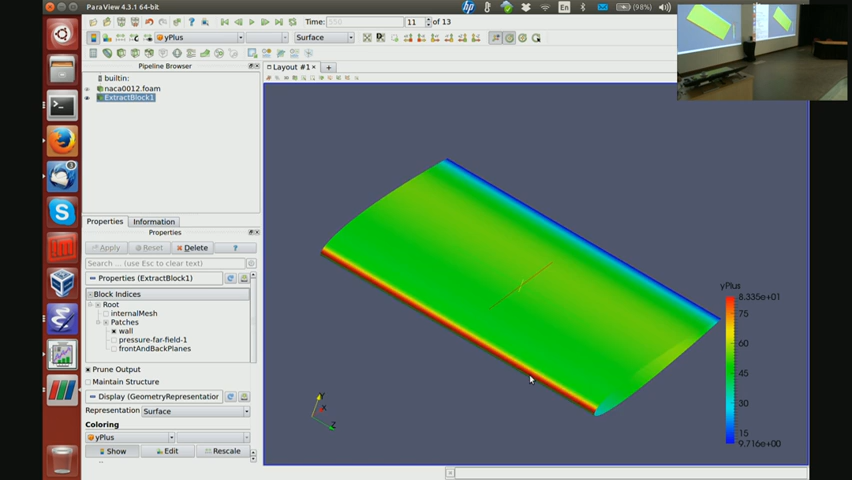 ParaView 4.3.1 64-bit
En
(98%)
Time: 550 11 of 13
yPlus
Surface
Pipeline Browser
Layout #1
builtin:
naca0012.foam
ExtractBlock1
Properties Information
Properties
Apply Reset Delete ?
Search ... (use Esc to clear text)
Properties (ExtractBlock1)
Block Indices
Root
internalMesh
Patches
wall
pressure-far-field-1
frontAndBackPlanes
Prune Output
Maintain Structure
Display (GeometryRepresentation
Representation Surface
Coloring
yPlus
Show Edit Rescale
yPlus
8.335e+01
75
60
45
30
15
9.716e+00
Y
X
Z
hp